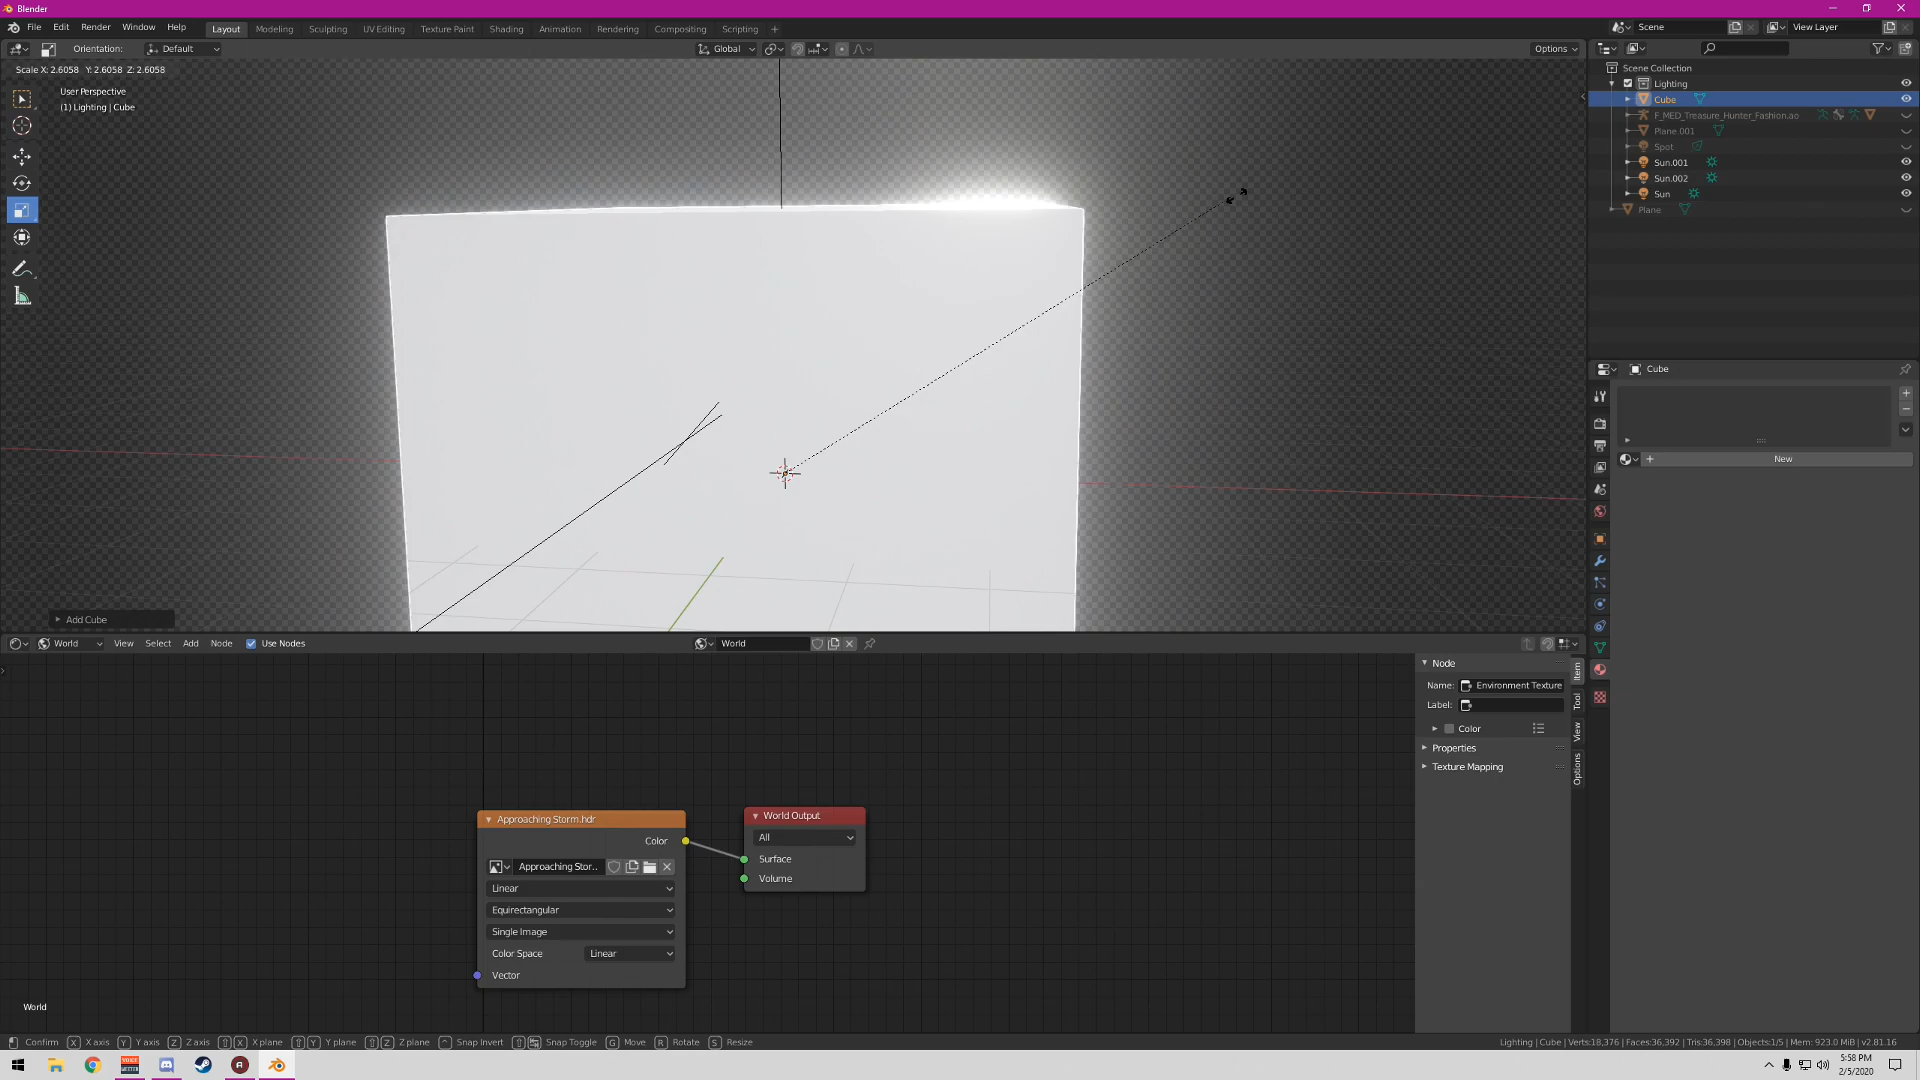 Blender
File Edit Render Window Help Layout Modeling Sculpting UV Editing Texture Paint Shading Animation Rendering Compositing Scripting + Scene View Layer
Orientation: Default Global Options
Scale X: 2.6058 Y: 2.6058 Z: 2.6058
User Perspective
(1) Lighting | Cube
Scene Collection
Lighting
Cube
F_MED_Treasure_Hunter_Fashion.ao
Plane.001
Spot
Sun.001
Sun.002
Sun
Plane
Cube
New
Add Cube
World View Select Add Node Use Nodes World
Node
Name: Environment Texture
Label:
Color
Properties
Texture Mapping
Item
Tool
View
Options
Approaching Storm.hdr
Color
Approaching Stor..
Linear
Equirectangular
Single Image
Color Space Linear
Vector
World Output
All
Surface
Volume
World
Confirm X X axis Y Y axis Z Z axis X X plane Y Y plane Z Z plane Snap Invert Snap Toggle G Move R Rotate S Resize
Lighting | Cube | Verts:18,376 | Faces:36,392 | Tris:36,398 | Objects:1/5 | Mem: 923.0 MiB | v2.81.16
5:58 PM
2/5/2020